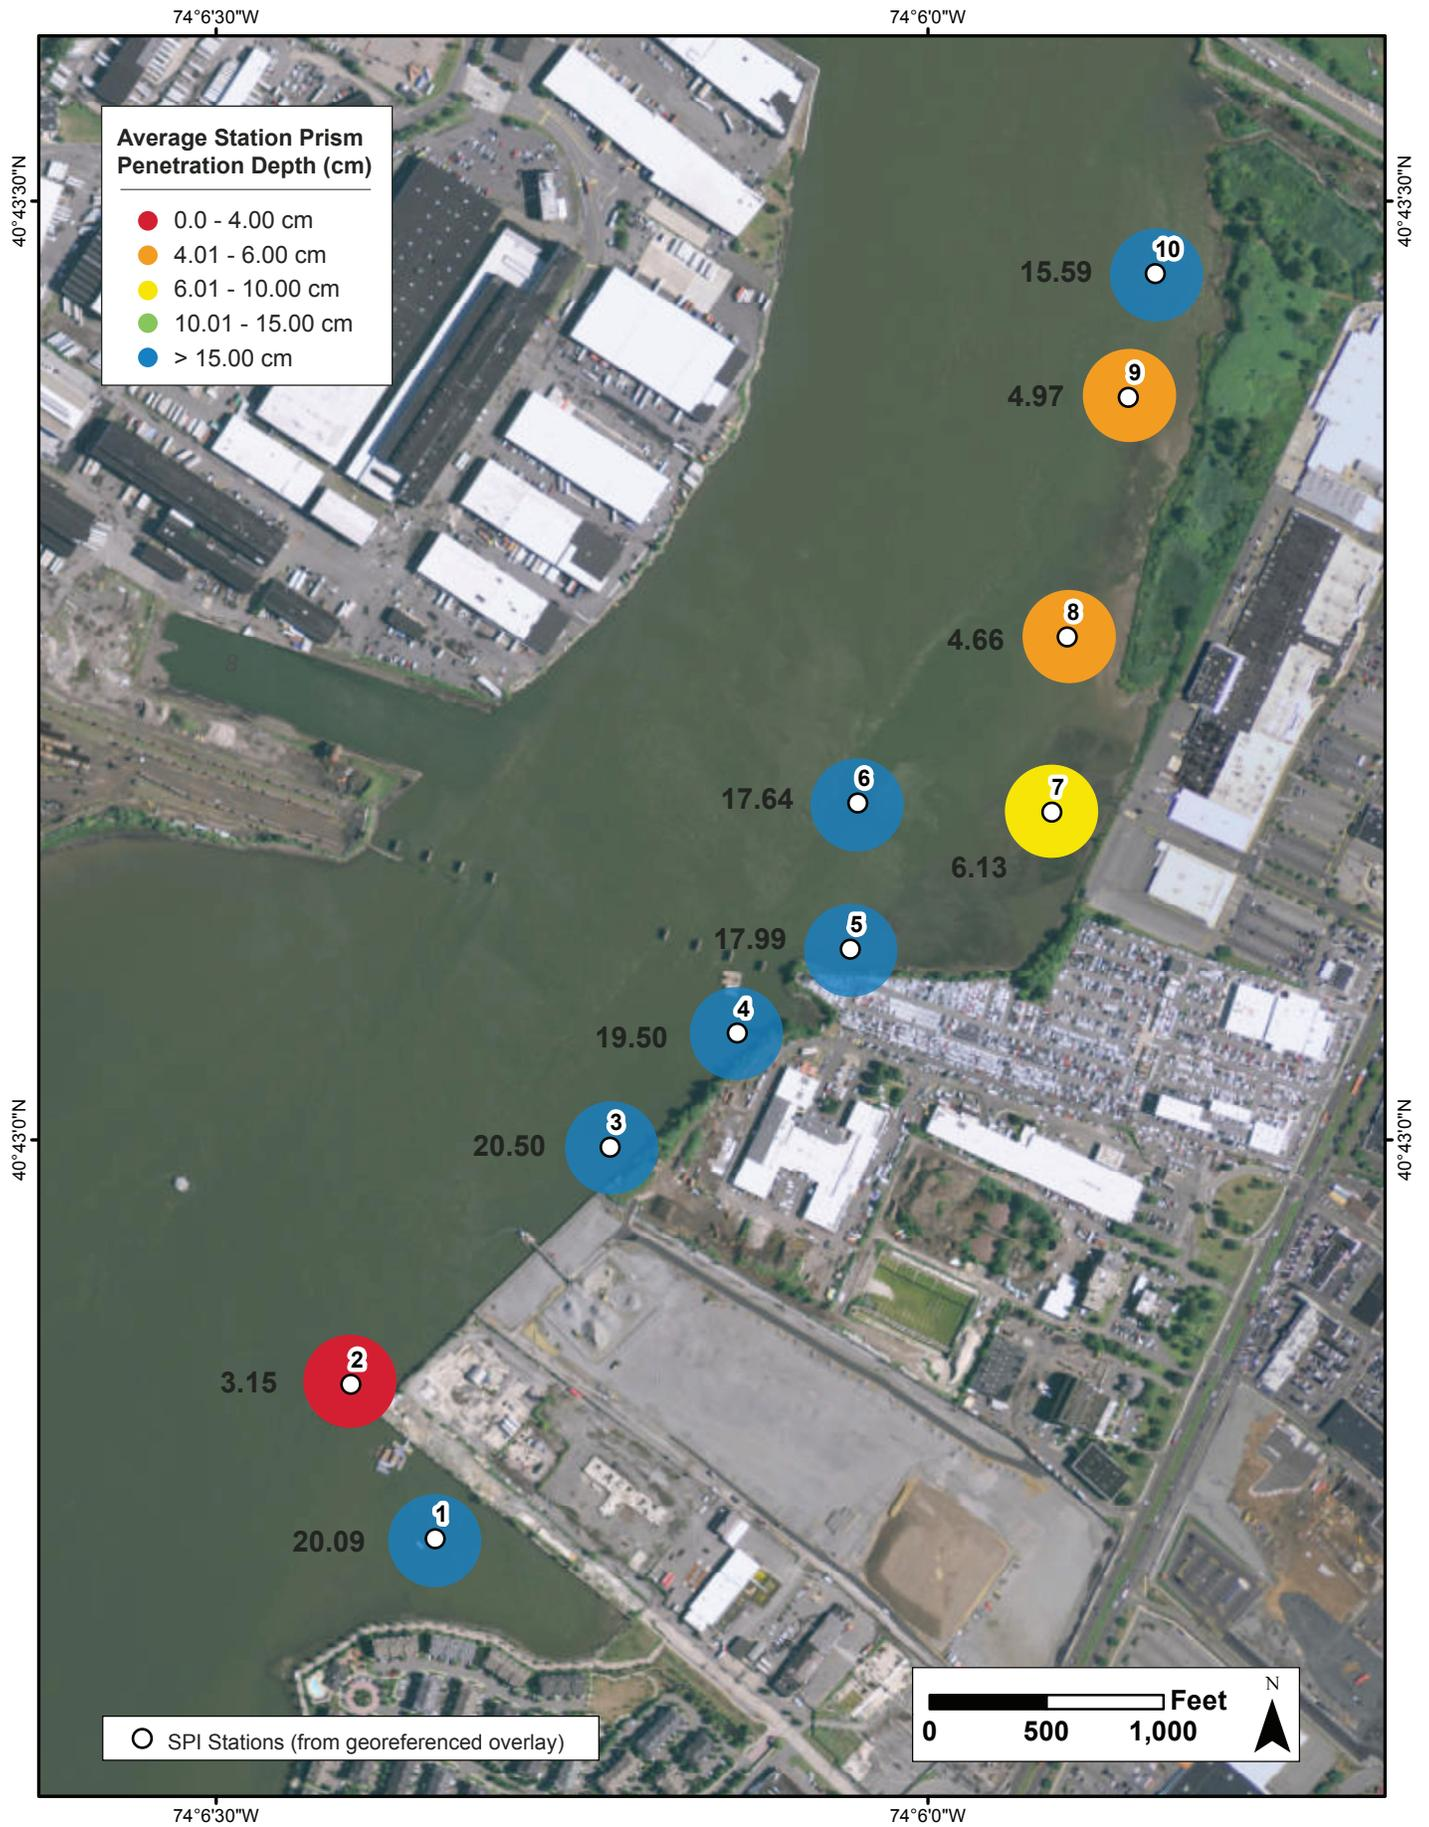 74°6'30"W
74°6'0"W
40°43'30"N
40°43'30"N
Average Station Prism
Penetration Depth (cm)
0.0 - 4.00 cm
4.01 - 6.00 cm
6.01 - 10.00 cm
10.01 - 15.00 cm
> 15.00 cm
10
15.59
9
4.97
8
4.66
8
6
17.64
7
6.13
5
17.99
4
19.50
3
20.50
40°43'0"N
40°43'0"N
2
3.15
1
20.09
SPI Stations (from georeferenced overlay)
Feet
0 500 1,000
N
74°6'30"W
74°6'0"W